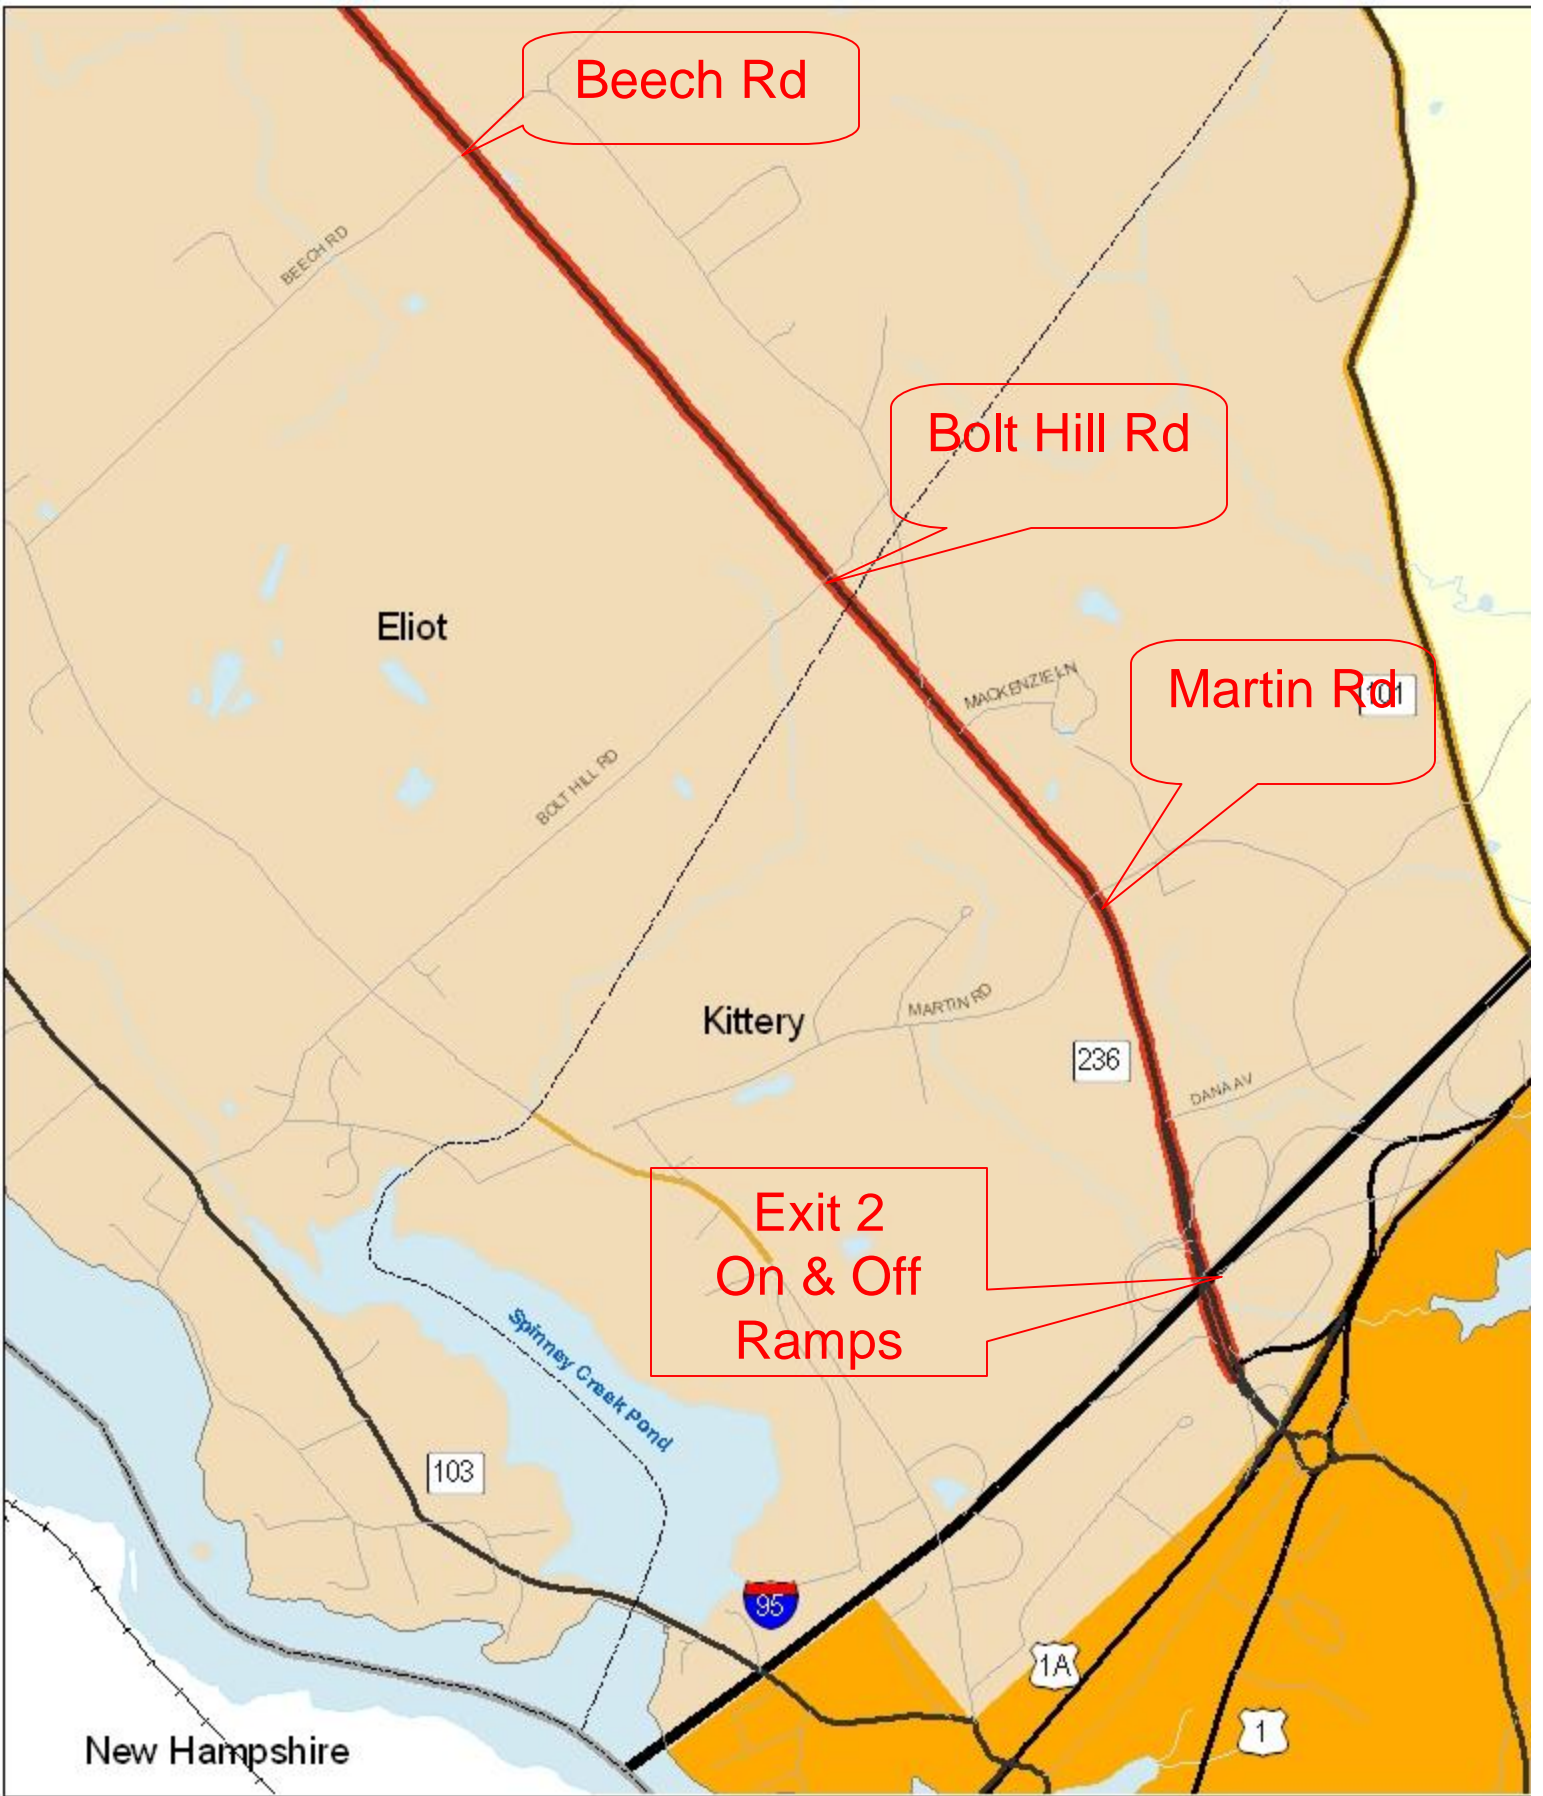 Beech Rd
BEECH RD
Bolt Hill Rd
Eliot
MACKENZIE LN
Martin Rd
101
BOLT HILL RD
Kittery
MARTIN RD
236
DANA AV
Exit 2
On & Off
Ramps
Spinney Creek Pond
103
95
1A
1
New Hampshire